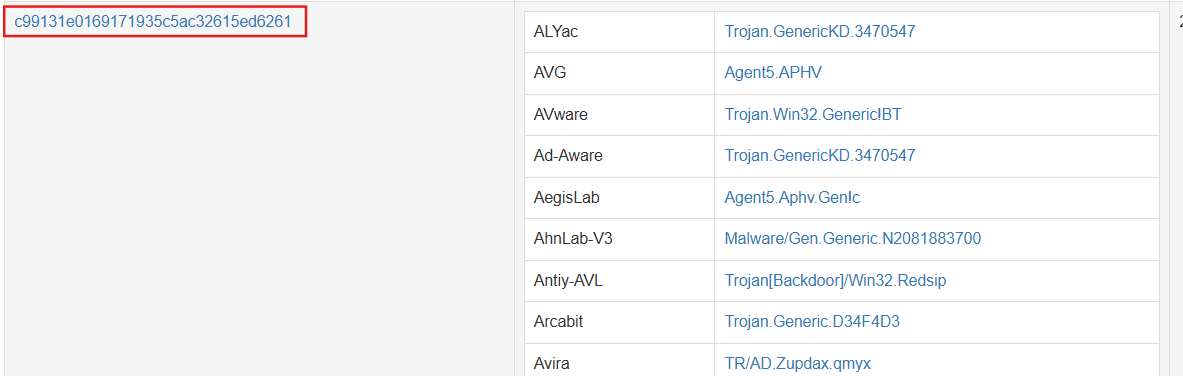 c99131e0169171935c5ac32615ed6261
ALYac Trojan.GenericKD.3470547
AVG Agent5.APHV
AVware Trojan.Win32.Generic!BT
Ad-Aware Trojan.GenericKD.3470547
AegisLab Agent5.Aphv.Gen!c
AhnLab-V3 Malware/Gen.Generic.N2081883700
Antiy-AVL Trojan[Backdoor]/Win32.Redsip
Arcabit Trojan.Generic.D34F4D3
Avira TR/AD.Zupdax.qmyx